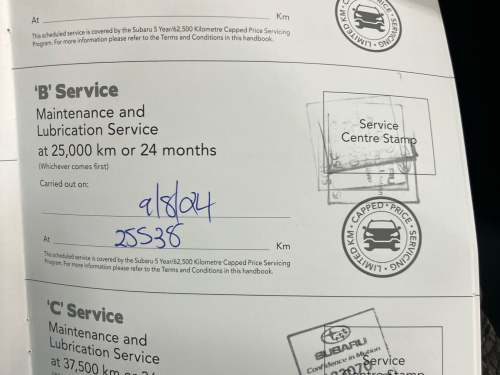 At Km
This scheduled service is covered by the Subaru 5 Year/62,500 Kilometre Capped Price Servicing
Program. For more information please refer to the Terms and Conditions in this handbook.
LIMITED KM • SERVICING •
'B' Service
Maintenance and
Lubrication Service
at 25,000 km or 24 months
(Whichever comes first)
Service
Centre Stamp
Carried out on:
9/8/24
At 25538 Km
This scheduled service is covered by the Subaru 5 Year/62,500 Kilometre Capped Price Servicing
Program. For more information please refer to the Terms and Conditions in this handbook.
LIMITED KM • CAPPED • PRICE • SERVICING •
'C' Service
Maintenance and
Lubrication Service
at 37,500 km
SUBARU
Confidence in Motion
Service